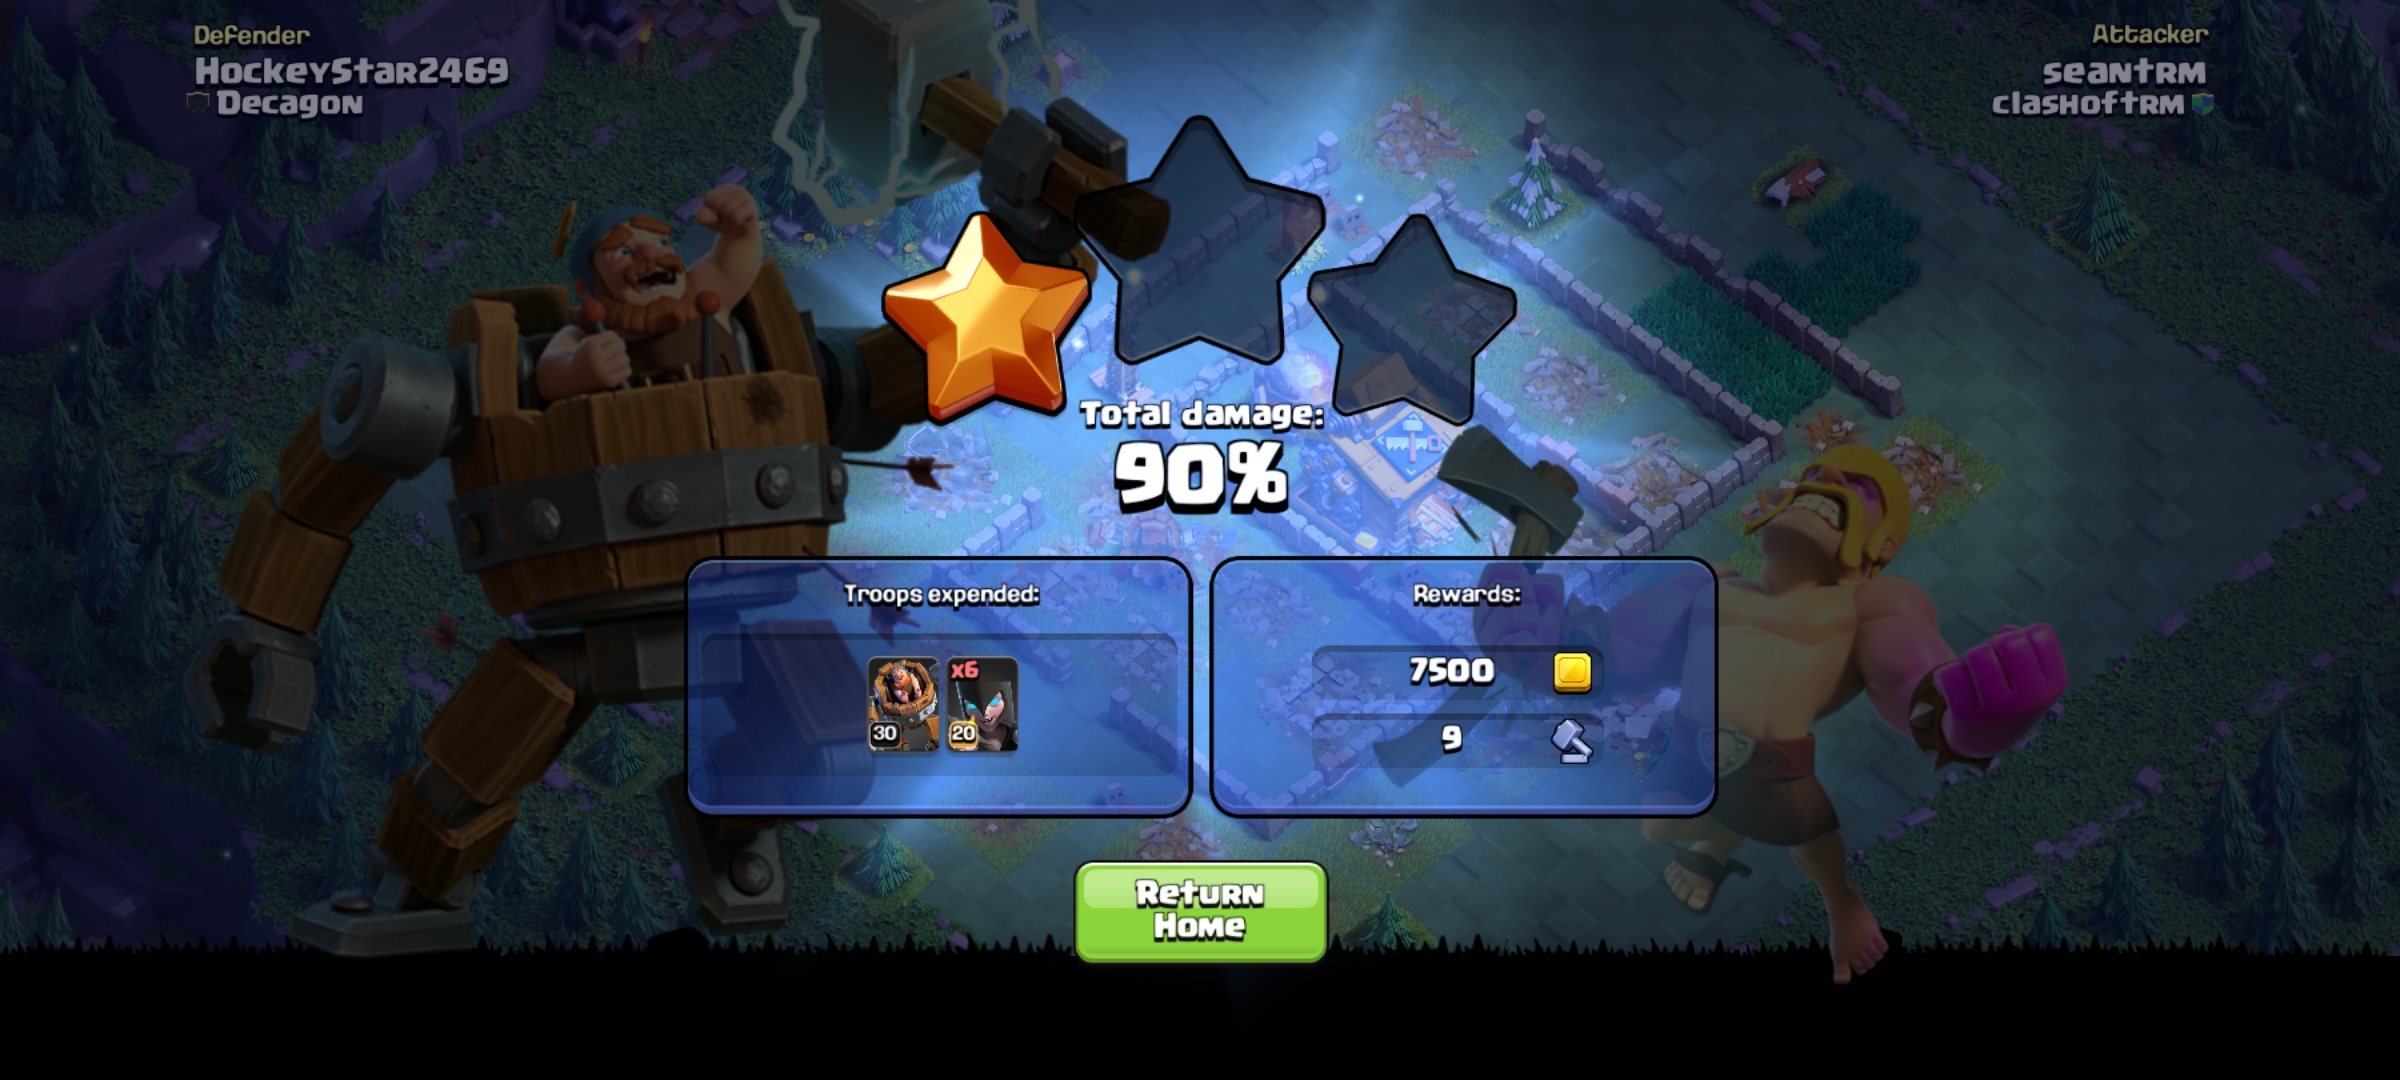 Defender
HockeyStar2469
Decagon
Attacker
seantrm
clashoftrm
Total damage:
90%
Troops expended:
30
x6
20
Rewards:
7500
9
Return
Home